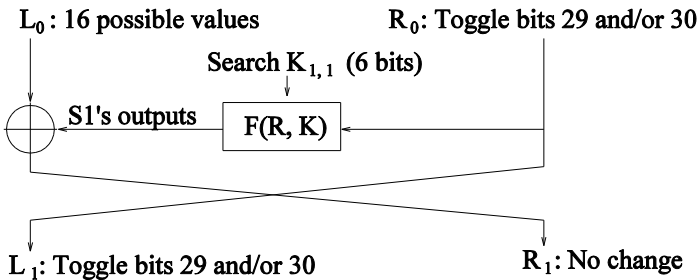 L₀: 16 possible values
R₀: Toggle bits 29 and/or 30
Search K₁,₁ (6 bits)
S1's outputs
F(R, K)
L₁: Toggle bits 29 and/or 30
R₁: No change